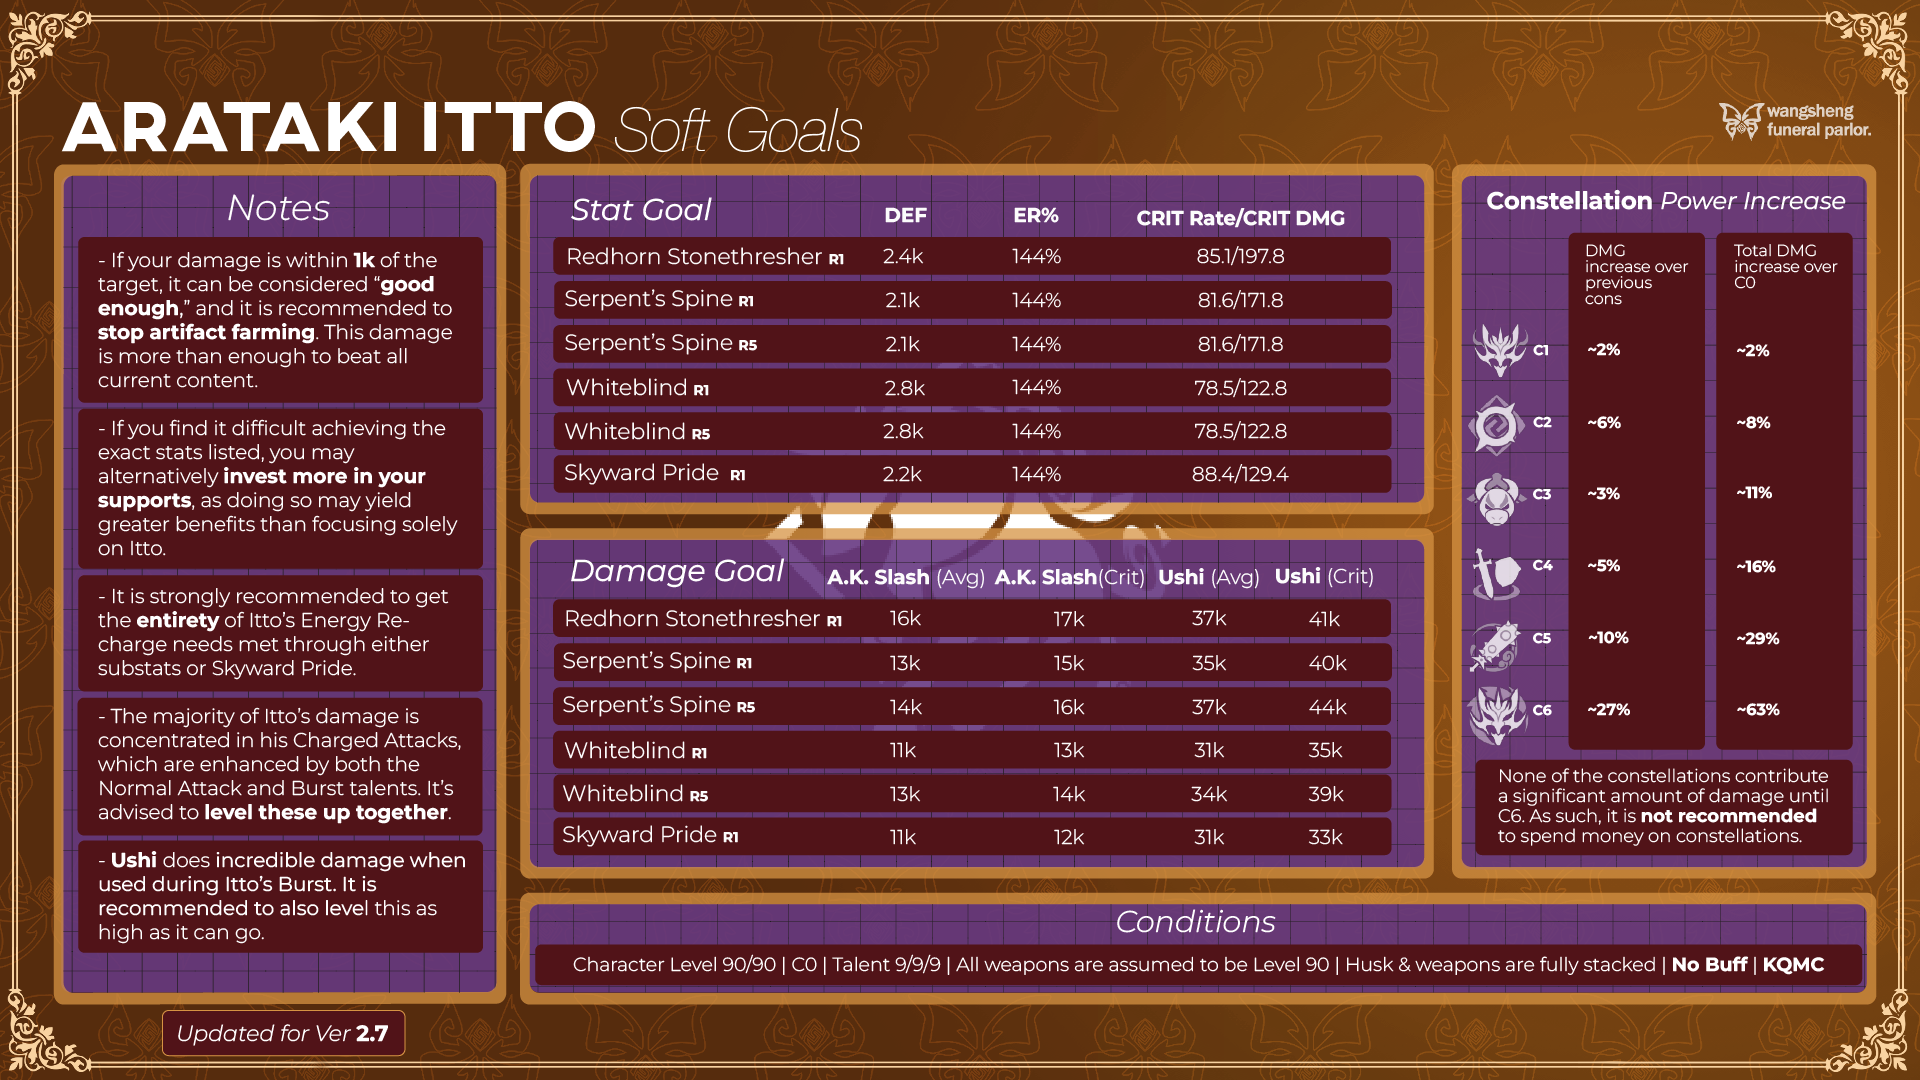 ARATAKI ITTO Soft Goals
wangsheng
funeral parlor.
Notes
- If your damage is within 1k of the
target, it can be considered “good
enough,” and it is recommended to
stop artifact farming. This damage
is more than enough to beat all
current content.
- If you find it difficult achieving the
exact stats listed, you may
alternatively invest more in your
supports, as doing so may yield
greater benefits than focusing solely
on Itto.
- It is strongly recommended to get
the entirety of Itto’s Energy Re-
charge needs met through either
substats or Skyward Pride.
- The majority of Itto’s damage is
concentrated in his Charged Attacks,
which are enhanced by both the
Normal Attack and Burst talents. It’s
advised to level these up together.
- Ushi does incredible damage when
used during Itto’s Burst. It is
recommended to also level this as
high as it can go.
Stat Goal DEF ER% CRIT Rate/CRIT DMG
Redhorn Stonethresher R1 2.4k 144% 85.1/197.8
Serpent’s Spine R1 2.1k 144% 81.6/171.8
Serpent’s Spine R5 2.1k 144% 81.6/171.8
Whiteblind R1 2.8k 144% 78.5/122.8
Whiteblind R5 2.8k 144% 78.5/122.8
Skyward Pride R1 2.2k 144% 88.4/129.4
Damage Goal A.K. Slash (Avg) A.K. Slash(Crit) Ushi (Avg) Ushi (Crit)
Redhorn Stonethresher R1 16k 17k 37k 41k
Serpent’s Spine R1 13k 15k 35k 40k
Serpent’s Spine R5 14k 16k 37k 44k
Whiteblind R1 11k 13k 31k 35k
Whiteblind R5 13k 14k 34k 39k
Skyward Pride R1 11k 12k 31k 33k
Constellation Power Increase
DMG
increase over
previous
cons
Total DMG
increase over
C0
C1 ~2% ~2%
C2 ~6% ~8%
C3 ~3% ~11%
C4 ~5% ~16%
C5 ~10% ~29%
C6 ~27% ~63%
None of the constellations contribute
a significant amount of damage until
C6. As such, it is not recommended
to spend money on constellations.
Conditions
Character Level 90/90 | C0 | Talent 9/9/9 | All weapons are assumed to be Level 90 | Husk & weapons are fully stacked | No Buff | KQMC
Updated for Ver 2.7